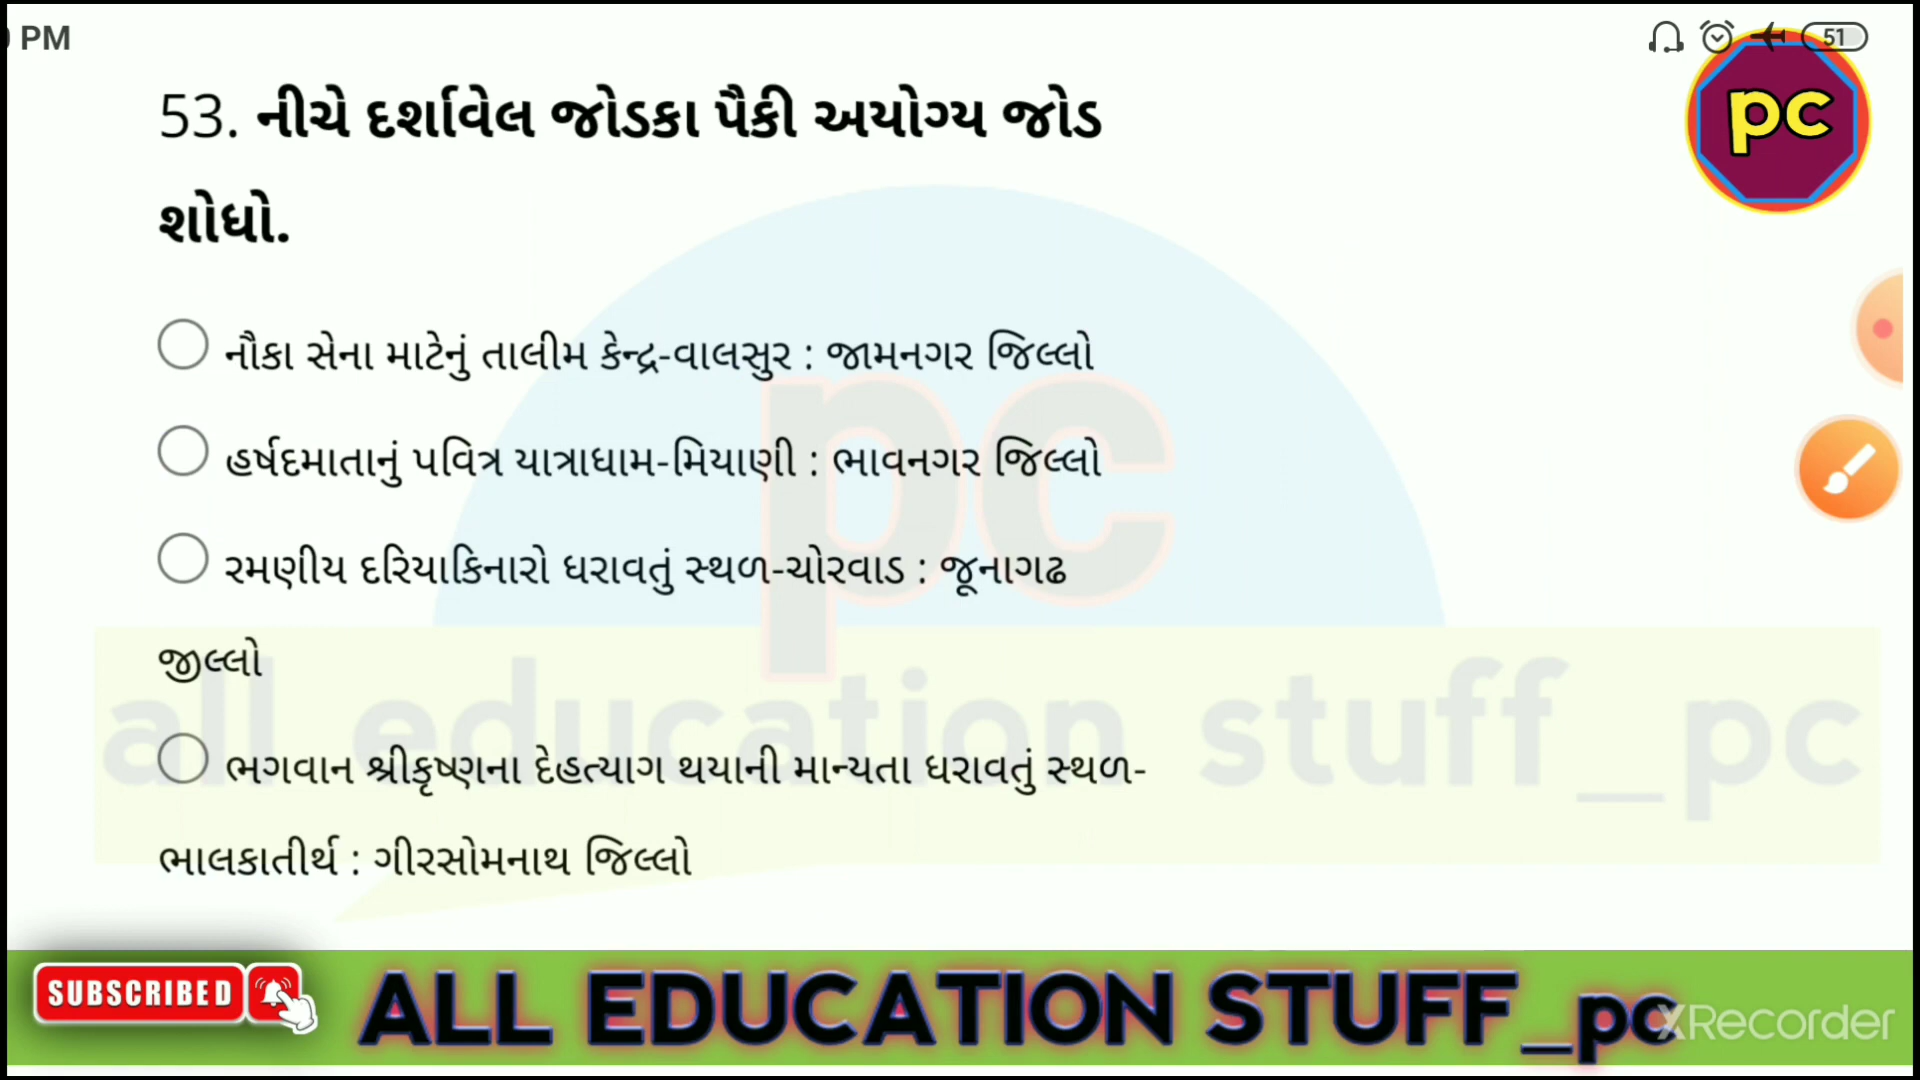 PM
51
pc
53. નીચે દર્શાવેલ જોડકા પૈકી અયોગ્ય જોડ
શોધો.
નૌકા સેના માટેનું તાલીમ કેન્દ્ર-વાલસુર : જામનગર જિલ્લો
હર્ષદમાતાનું પવિત્ર યાત્રાધામ-મિયાણી : ભાવનગર જિલ્લો
રમણીય દરિયાકિનારો ધરાવતું સ્થળ-ચોરવાડ : જૂનાગઢ
જીલ્લો
ભગવાન શ્રીકૃષ્ણના દેહત્યાગ થયાની માન્યતા ધરાવતું સ્થળ-
ભાલકાતીર્થ : ગીરસોમનાથ જિલ્લો
pc
all education stuff_pc
SUBSCRIBED
ALL EDUCATION STUFF_pc
XRecorder